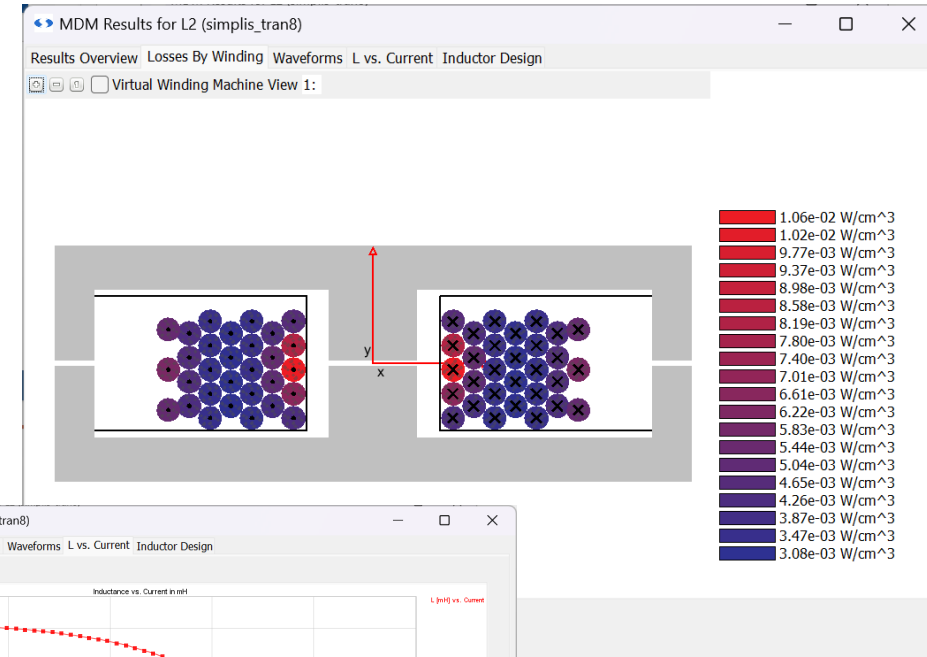 MDM Results for L2 (simplis_tran8)
Results Overview Losses By Winding Waveforms L vs. Current Inductor Design
Virtual Winding Machine View 1:
y
x
1.06e-02 W/cm^3
1.02e-02 W/cm^3
9.77e-03 W/cm^3
9.37e-03 W/cm^3
8.98e-03 W/cm^3
8.58e-03 W/cm^3
8.19e-03 W/cm^3
7.80e-03 W/cm^3
7.40e-03 W/cm^3
7.01e-03 W/cm^3
6.61e-03 W/cm^3
6.22e-03 W/cm^3
5.83e-03 W/cm^3
5.44e-03 W/cm^3
5.04e-03 W/cm^3
4.65e-03 W/cm^3
4.26e-03 W/cm^3
3.87e-03 W/cm^3
3.47e-03 W/cm^3
3.08e-03 W/cm^3
tran8)
Waveforms L vs. Current Inductor Design
Inductance vs. Current in mH
L [mH] vs. Current